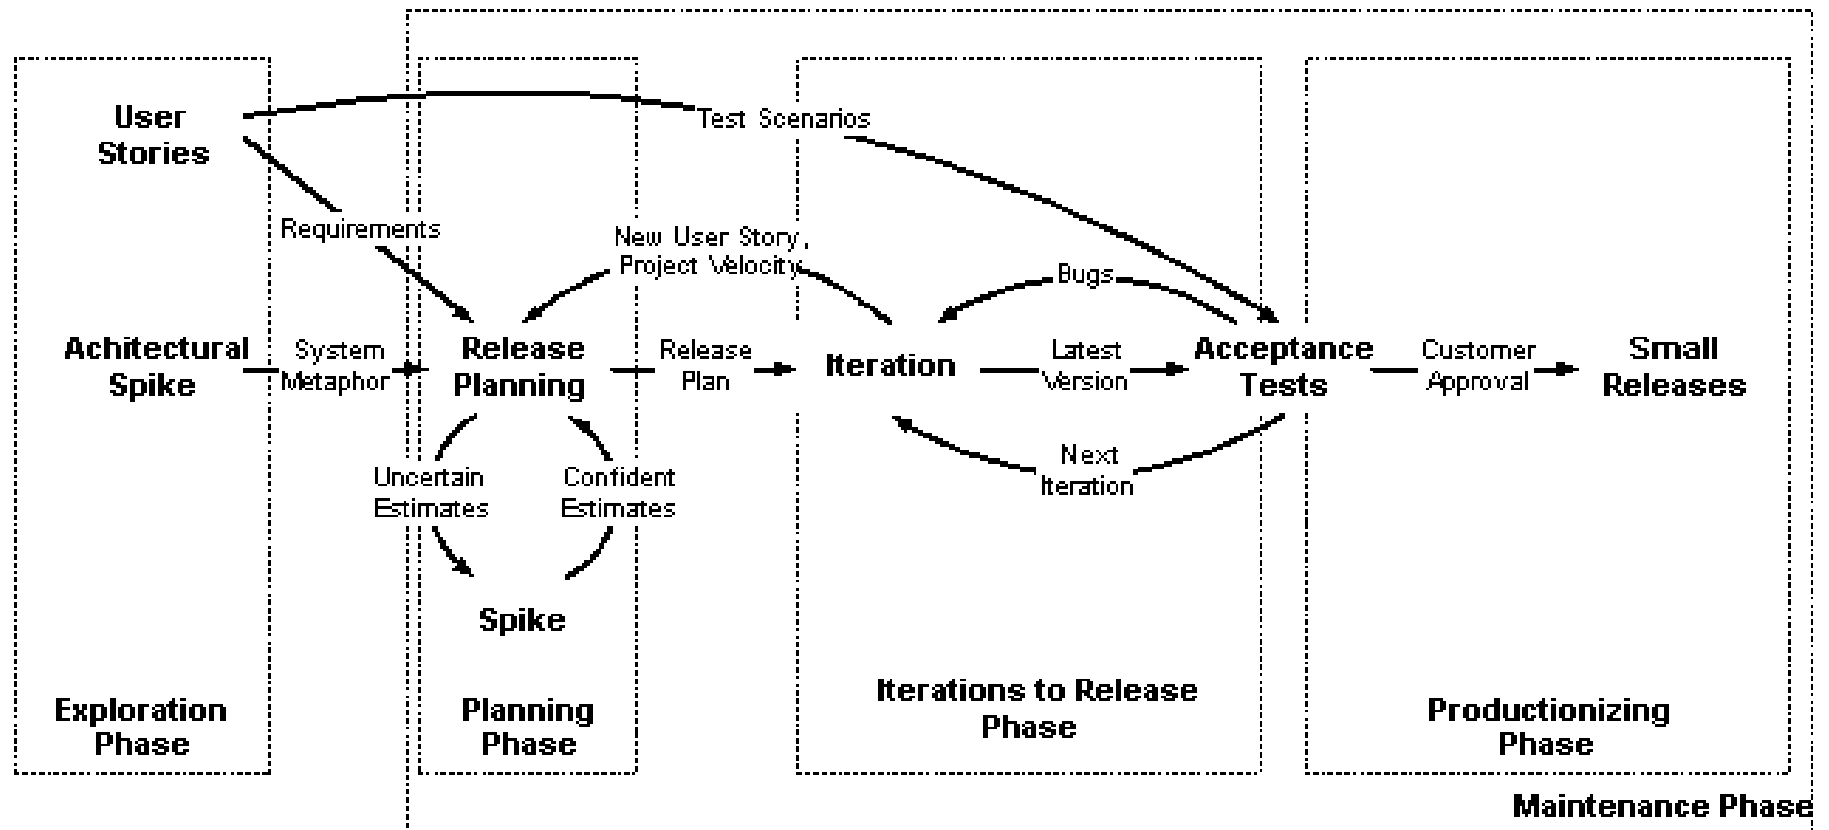 User
Stories
Test Scenarios
Requirements
New User Story,
Project Velocity
Bugs
Achitectural
Spike
System
Metaphor
Release
Planning
Release
Plan
Iteration
Latest
Version
Acceptance
Tests
Customer
Approval
Small
Releases
Uncertain
Estimates
Confident
Estimates
Next
Iteration
Spike
Exploration
Phase
Planning
Phase
Iterations to Release
Phase
Productionizing
Phase
Maintenance Phase